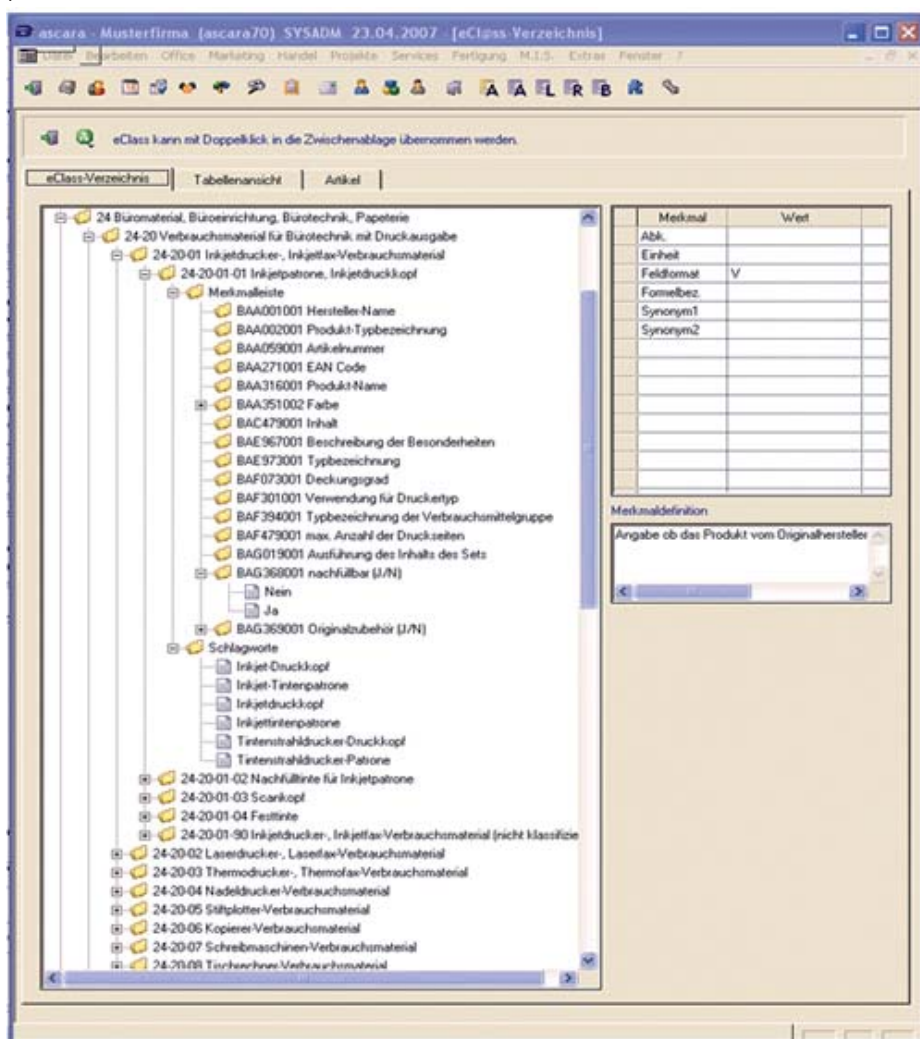 ascara - Musterfirma (ascara70) SYSADM 23.04.2007 [eCl@ss-Verzeichnis]
Datei Bearbeiten Office Marketing Handel Projekte Services Fertigung M.I.S. Extras Fenster ?
A A L R B
eClass kann mit Doppelklick in die Zwischenablage übernommen werden.
eClass-Verzeichnis Tabellenansicht Artikel
24 Büromaterial, Büroeinrichtung, Bürotechnik, Papeterie
24-20 Verbrauchsmaterial für Bürotechnik mit Druckausgabe
24-20-01 Inkjetdrucker-, Inkjetfax-Verbrauchsmaterial
24-20-01-01 Inkjetpatrone, Inkjetdruckkopf
Merkmalleiste
BAA001001 Hersteller-Name
BAA002001 Produkt-Typbezeichnung
BAA059001 Artikelnummer
BAA271001 EAN Code
BAA316001 Produkt-Name
BAA351002 Farbe
BAC479001 Inhalt
BAE967001 Beschreibung der Besonderheiten
BAE973001 Typbezeichnung
BAF073001 Deckungsgrad
BAF301001 Verwendung für Druckertyp
BAF394001 Typbezeichnung der Verbrauchsmittelgruppe
BAF479001 max. Anzahl der Druckseiten
BAG019001 Ausführung des Inhalts des Sets
BAG368001 nachfüllbar (J/N)
Nein
Ja
BAG369001 Originalzubehör (J/N)
Schlagworte
Inkjet-Druckkopf
Inkjet-Tintenpatrone
Inkjetdruckkopf
Inkjettintenpatrone
Tintenstrahldrucker-Druckkopf
Tintenstrahldrucker-Patrone
24-20-01-02 Nachfülltinte für Inkjetpatrone
24-20-01-03 Scankopf
24-20-01-04 Festtinte
24-20-01-90 Inkjetdrucker-, Inkjetfax-Verbrauchsmaterial (nicht klassifizie
24-20-02 Laserdrucker-, Laserfax-Verbrauchsmaterial
24-20-03 Thermodrucker-, Thermofax-Verbrauchsmaterial
24-20-04 Nadeldrucker-Verbrauchsmaterial
24-20-05 Stiftplotter-Verbrauchsmaterial
24-20-06 Kopierer-Verbrauchsmaterial
24-20-07 Schreibmaschinen-Verbrauchsmaterial
24-20-08 Tischrechner-Verbrauchsmaterial
Merkmal Wert
Abk.
Einheit
Feldformat V
Formelbez.
Synonym1
Synonym2
Merkmaldefinition
Angabe ob das Produkt vom Originalhersteller